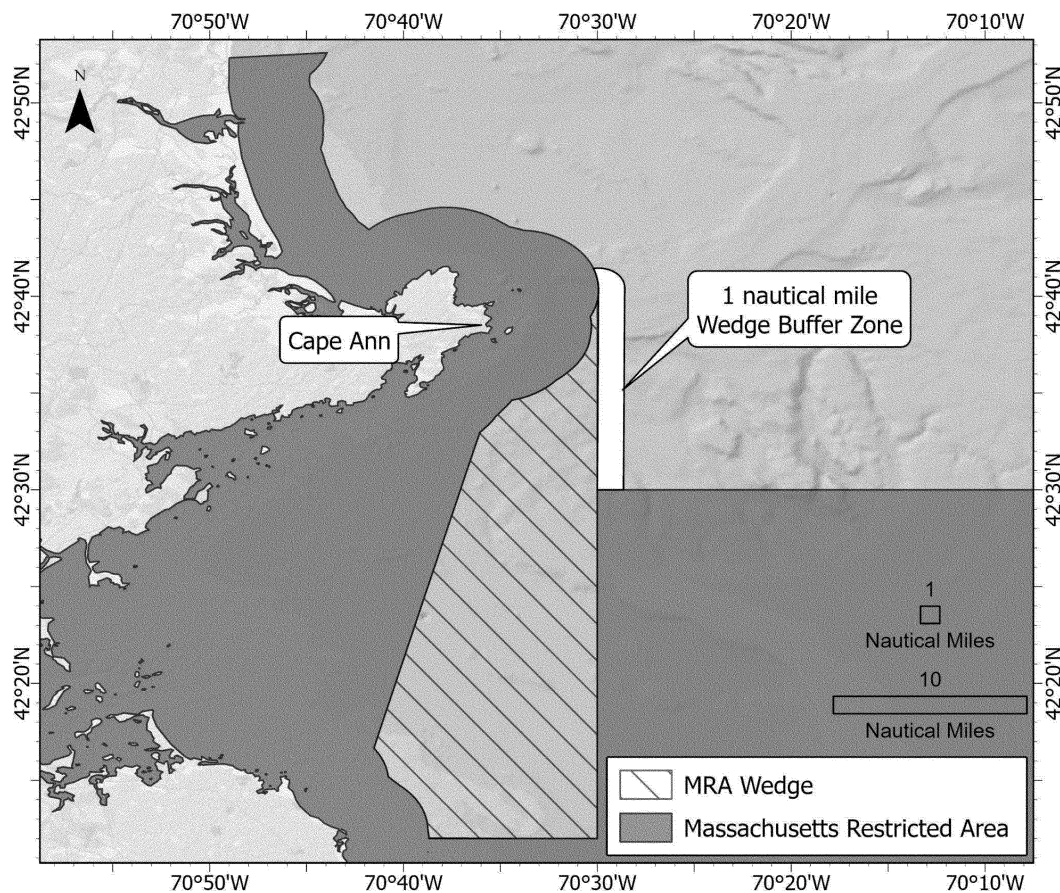 70°50'W 70°40'W 70°30'W 70°20'W 70°10'W
N
42°50'N 42°50'N
42°40'N 42°40'N
1 nautical mile
Wedge Buffer Zone
Cape Ann
42°30'N 42°30'N
1
Nautical Miles
42°20'N 42°20'N
10
Nautical Miles
MRA Wedge
Massachusetts Restricted Area
70°50'W 70°40'W 70°30'W 70°20'W 70°10'W